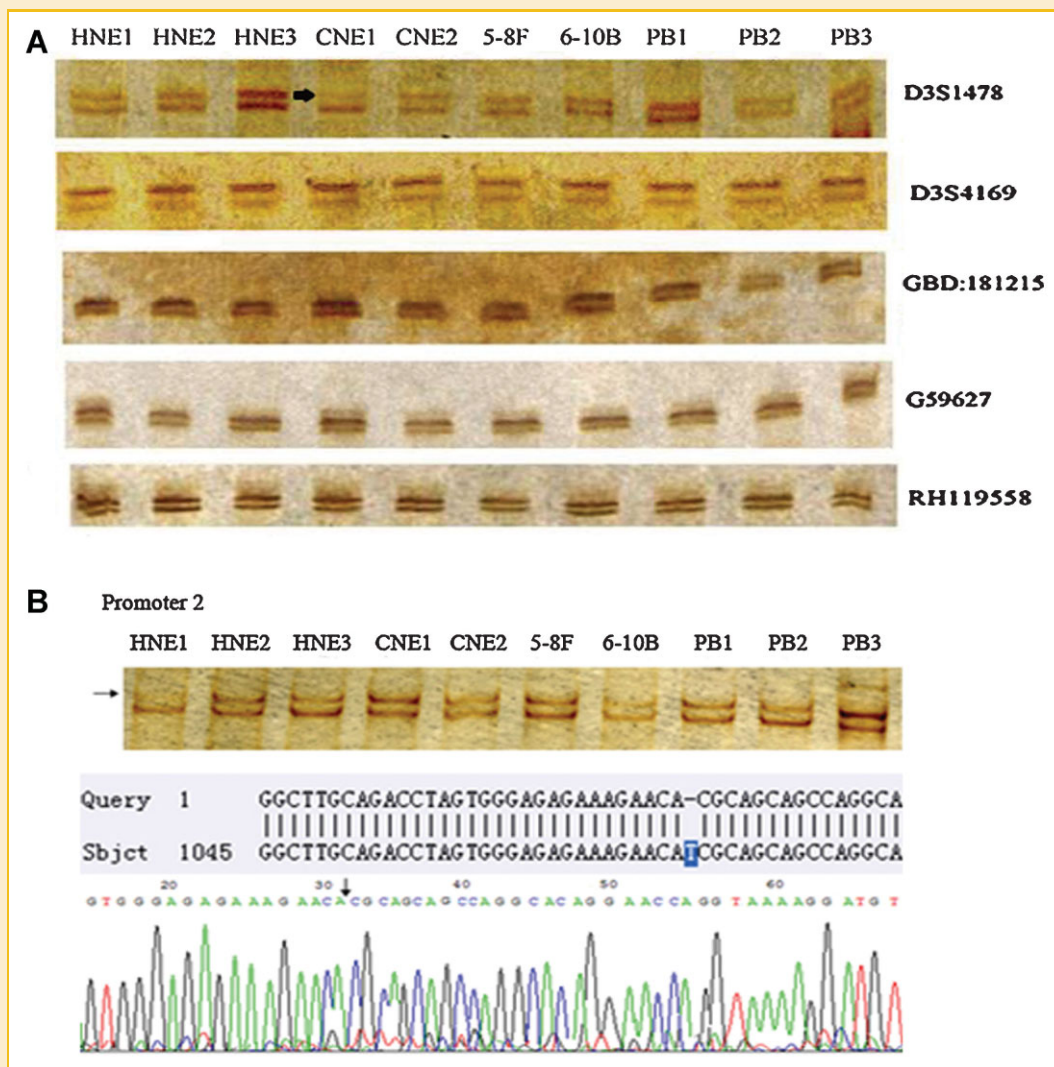 A
HNE1 HNE2 HNE3 CNE1 CNE2 5-8F 6-10B PB1 PB2 PB3
D3S1478
D3S4169
GBD:181215
G59627
RH119558
B Promoter 2
HNE1 HNE2 HNE3 CNE1 CNE2 5-8F 6-10B PB1 PB2 PB3
Query 1 GGCTTGCAGACCTAGTGGGAGAGAAAGAACA-CGCAGCAGCCAGGCA
Sbjct 1045 GGCTTGCAGACCTAGTGGGAGAGAAAGAACATCGCAGCAGCCAGGCA
20 30 40 50 60
GTGGGAGAGAAAGAACACGCAGCAGCCAGGCACAGGAACCAGGTAAAAGGATGT